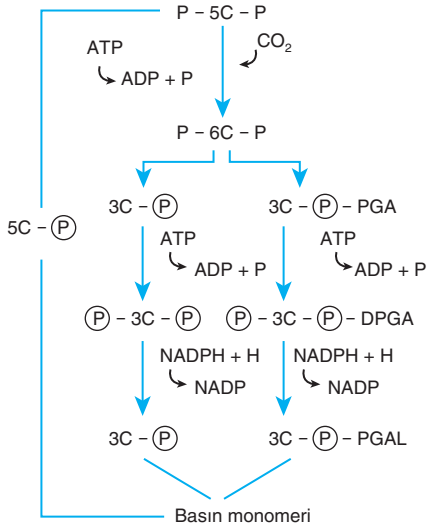 P – 5C – P
ATP
CO₂
ADP + P
P – 6C – P
3C – P
3C – P – PGA
5C – P
ATP
ATP
ADP + P
ADP + P
P – 3C – P
P – 3C – P – DPGA
NADPH + H
NADPH + H
NADP
NADP
3C – P
3C – P – PGAL
Basın monomeri